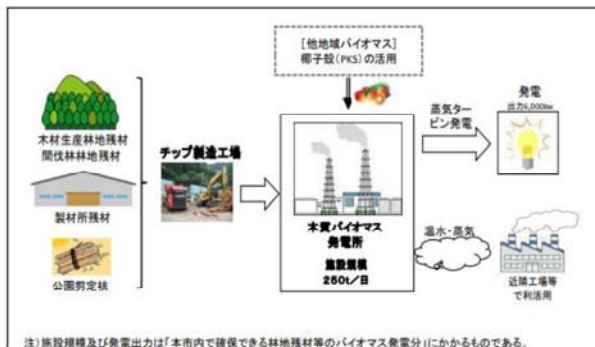 [他地域バイオマス]
椰子殻(PKS)の活用
木材生産林地残材
間伐林林地残材
製材所残材
公園剪定枝
チップ製造工場
木質バイオマス
発電所
施設規模
250t/日
蒸気ター
ビン発電
発電
出力6,000kw
温水・蒸気
近隣工場等
で利活用
注)施設規模及び発電出力は「本市内で確保できる林地残材等のバイオマス発電分」にかかるものである。